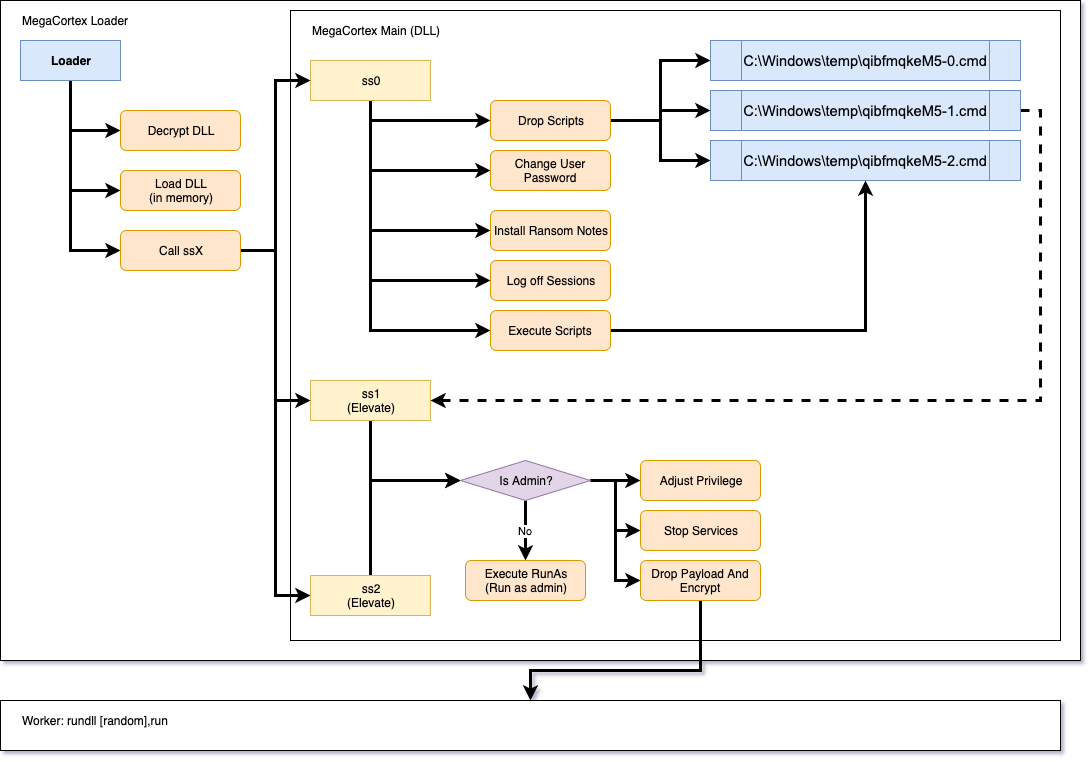 MegaCortex Loader
Loader
Decrypt DLL
Load DLL
(in memory)
Call ssX
MegaCortex Main (DLL)
ss0
Drop Scripts
Change User
Password
Install Ransom Notes
Log off Sessions
Execute Scripts
C:\Windows\temp\qibfmqkeM5-0.cmd
C:\Windows\temp\qibfmqkeM5-1.cmd
C:\Windows\temp\qibfmqkeM5-2.cmd
ss1
(Elevate)
Is Admin?
No
Execute RunAs
(Run as admin)
Adjust Privilege
Stop Services
Drop Payload And
Encrypt
ss2
(Elevate)
Worker: rundll [random],run